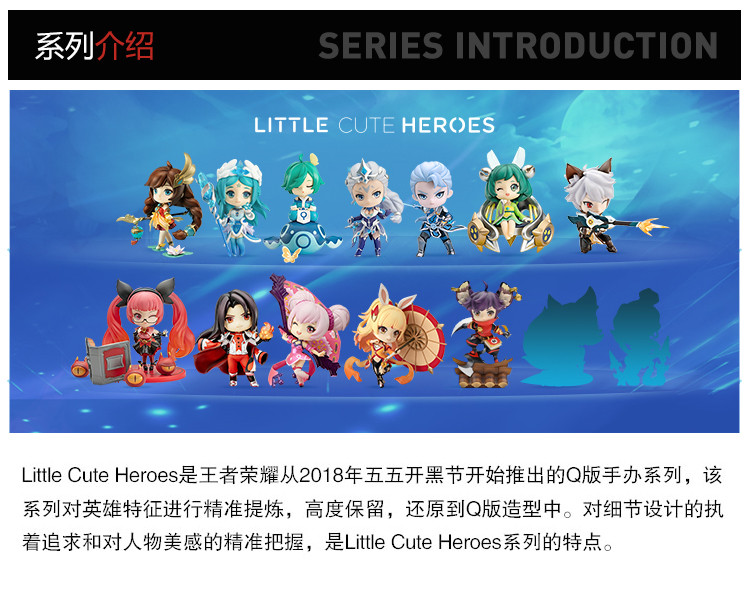 系列介绍 SERIES INTRODUCTION
LITTLE CUTE HEROES
Little Cute Heroes是王者荣耀从2018年五五开黑节开始推出的Q版手办系列，该
系列对英雄特征进行精准提炼，高度保留，还原到Q版造型中。对细节设计的执
着追求和对人物美感的精准把握，是Little Cute Heroes系列的特点。